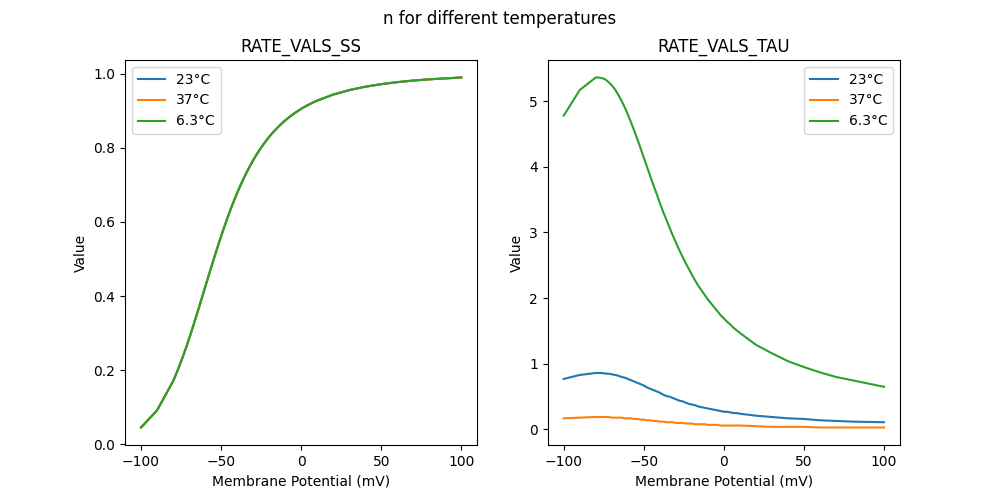 n for different temperatures
RATE_VALS_SS
1.0
0.8
0.6
0.4
0.2
0.0
Value
23°C
37°C
6.3°C
−100
−50
0
50
100
Membrane Potential (mV)
RATE_VALS_TAU
5
4
3
2
1
0
Value
23°C
37°C
6.3°C
−100
−50
0
50
100
Membrane Potential (mV)